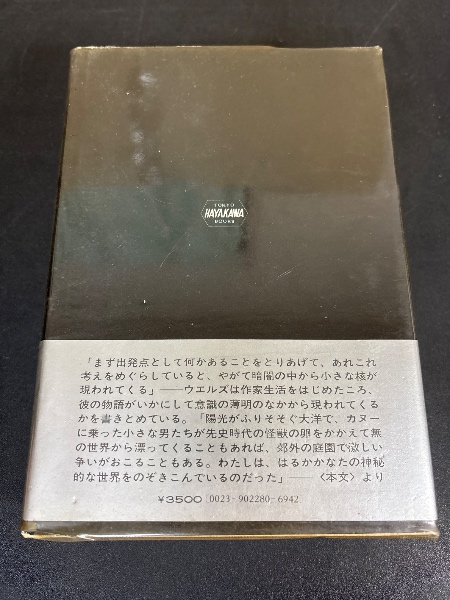 TOKYO
HAYAKAWA
BOOKS
「まず出発点として何かあることをとりあげて、あれこれ
考えをめぐらしていると、やがて暗闇の中から小さな核が
現われてくる」──ウエルズは作家生活をはじめたころ、
彼の物語がいかにして意識の薄明のなかから現われてくる
かを書きとめている。「陽光がふりそそぐ大洋で、カヌー
に乗った小さな男たちが先史時代の怪獣の卵をかかえて無
の世界から漂ってくることもあれば、郊外の庭園で激しい
争いがおこることもある。わたしは、はるかかなたの神秘
的な世界をのぞきこんでいるのだった」──〈本文〉より
¥3500 0023-902280-6942